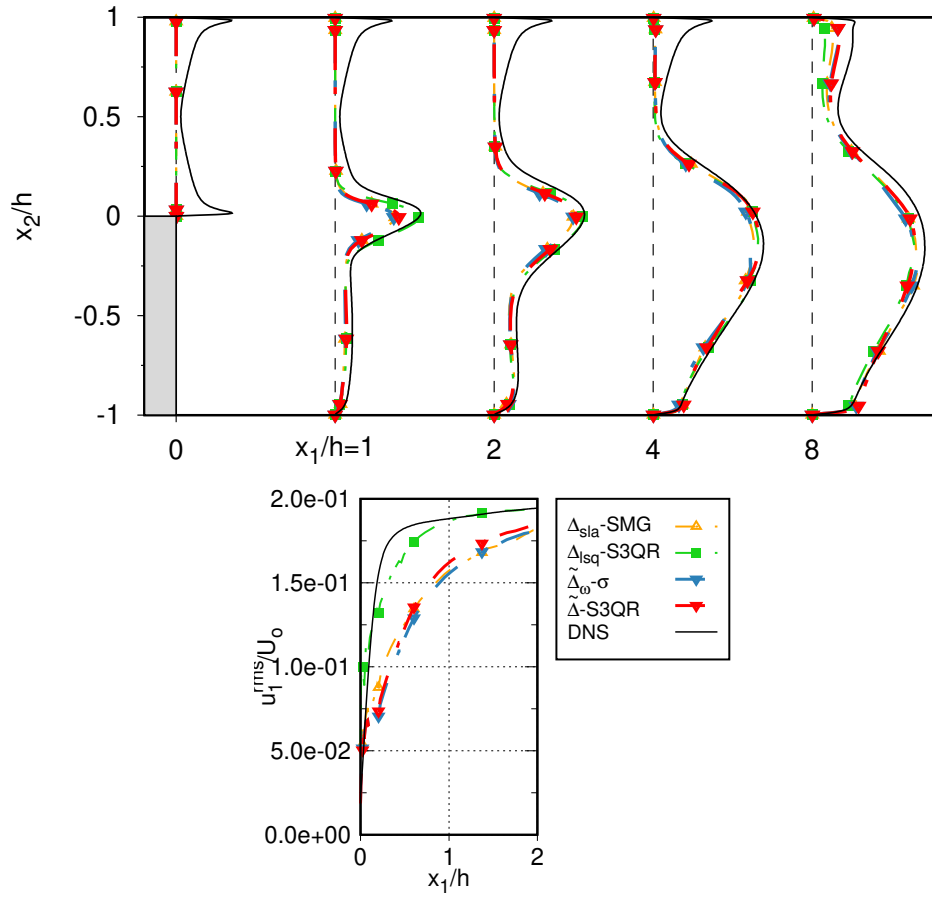 1
0.5
0
-0.5
-1
x₂/h
0 x₁/h=1 2 4 8
2.0e-01
1.5e-01
1.0e-01
5.0e-02
0.0e+00
u₁ʳᵐˢ/Uₒ
0 1 2
x₁/h
Δₛₗₐ-SMG
Δₗₛq-S3QR
Δ̃ω-σ
Δ̃-S3QR
DNS